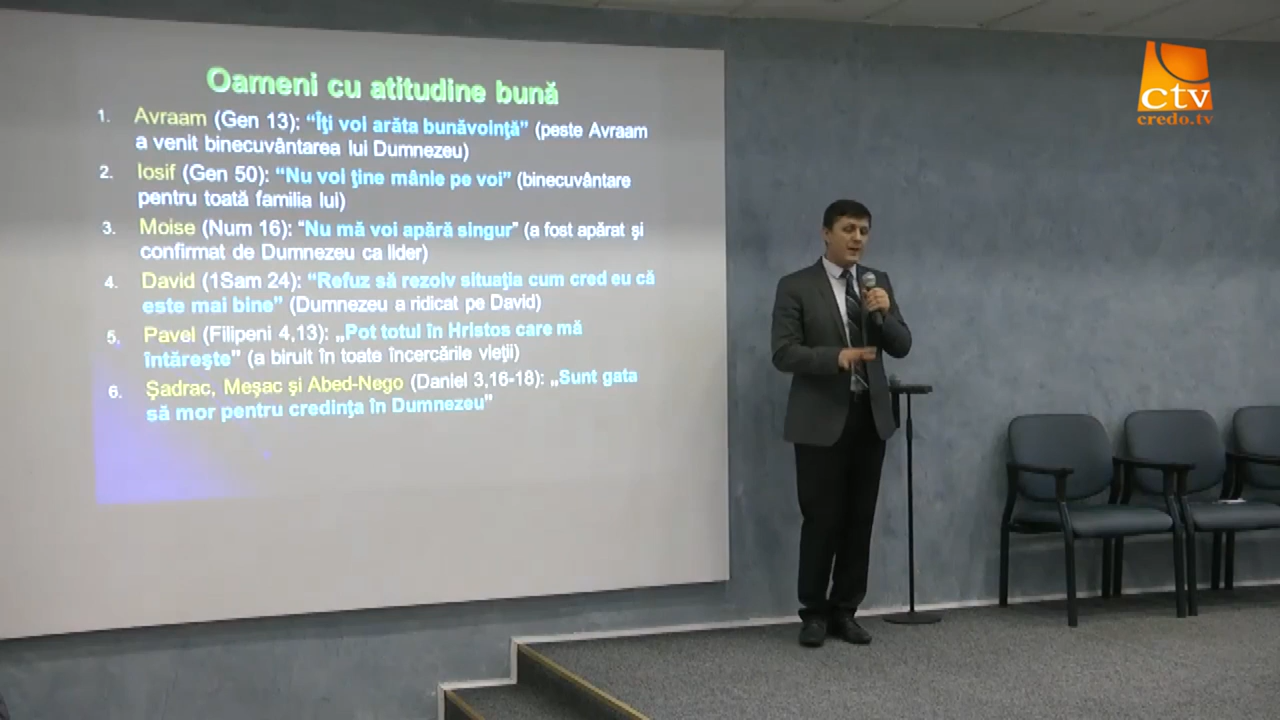 Oameni cu atitudine bună
1. Avraam (Gen 13): “Îţi voi arăta bunăvoinţă” (peste Avraam
a venit binecuvântarea lui Dumnezeu)
2. Iosif (Gen 50): “Nu voi ţine mânie pe voi” (binecuvântare
pentru toată familia lui)
3. Moise (Num 16): “Nu mă voi apără singur” (a fost apărat şi
confirmat de Dumnezeu ca lider)
4. David (1Sam 24): “Refuz să rezolv situaţia cum cred eu că
este mai bine” (Dumnezeu a ridicat pe David)
5. Pavel (Filipeni 4,13): „Pot totul în Hristos care mă
întăreşte” (a biruit în toate încercările vieţii)
6. Şadrac, Meşac şi Abed-Nego (Daniel 3,16-18): „Sunt gata
să mor pentru credinţa în Dumnezeu”
ctv
credo.tv